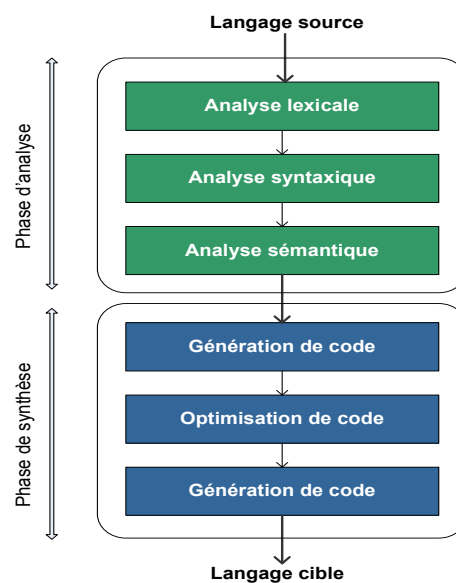 Langage source
Phase d'analyse
Analyse lexicale
Analyse syntaxique
Analyse sémantique
Phase de synthèse
Génération de code
Optimisation de code
Génération de code
Langage cible